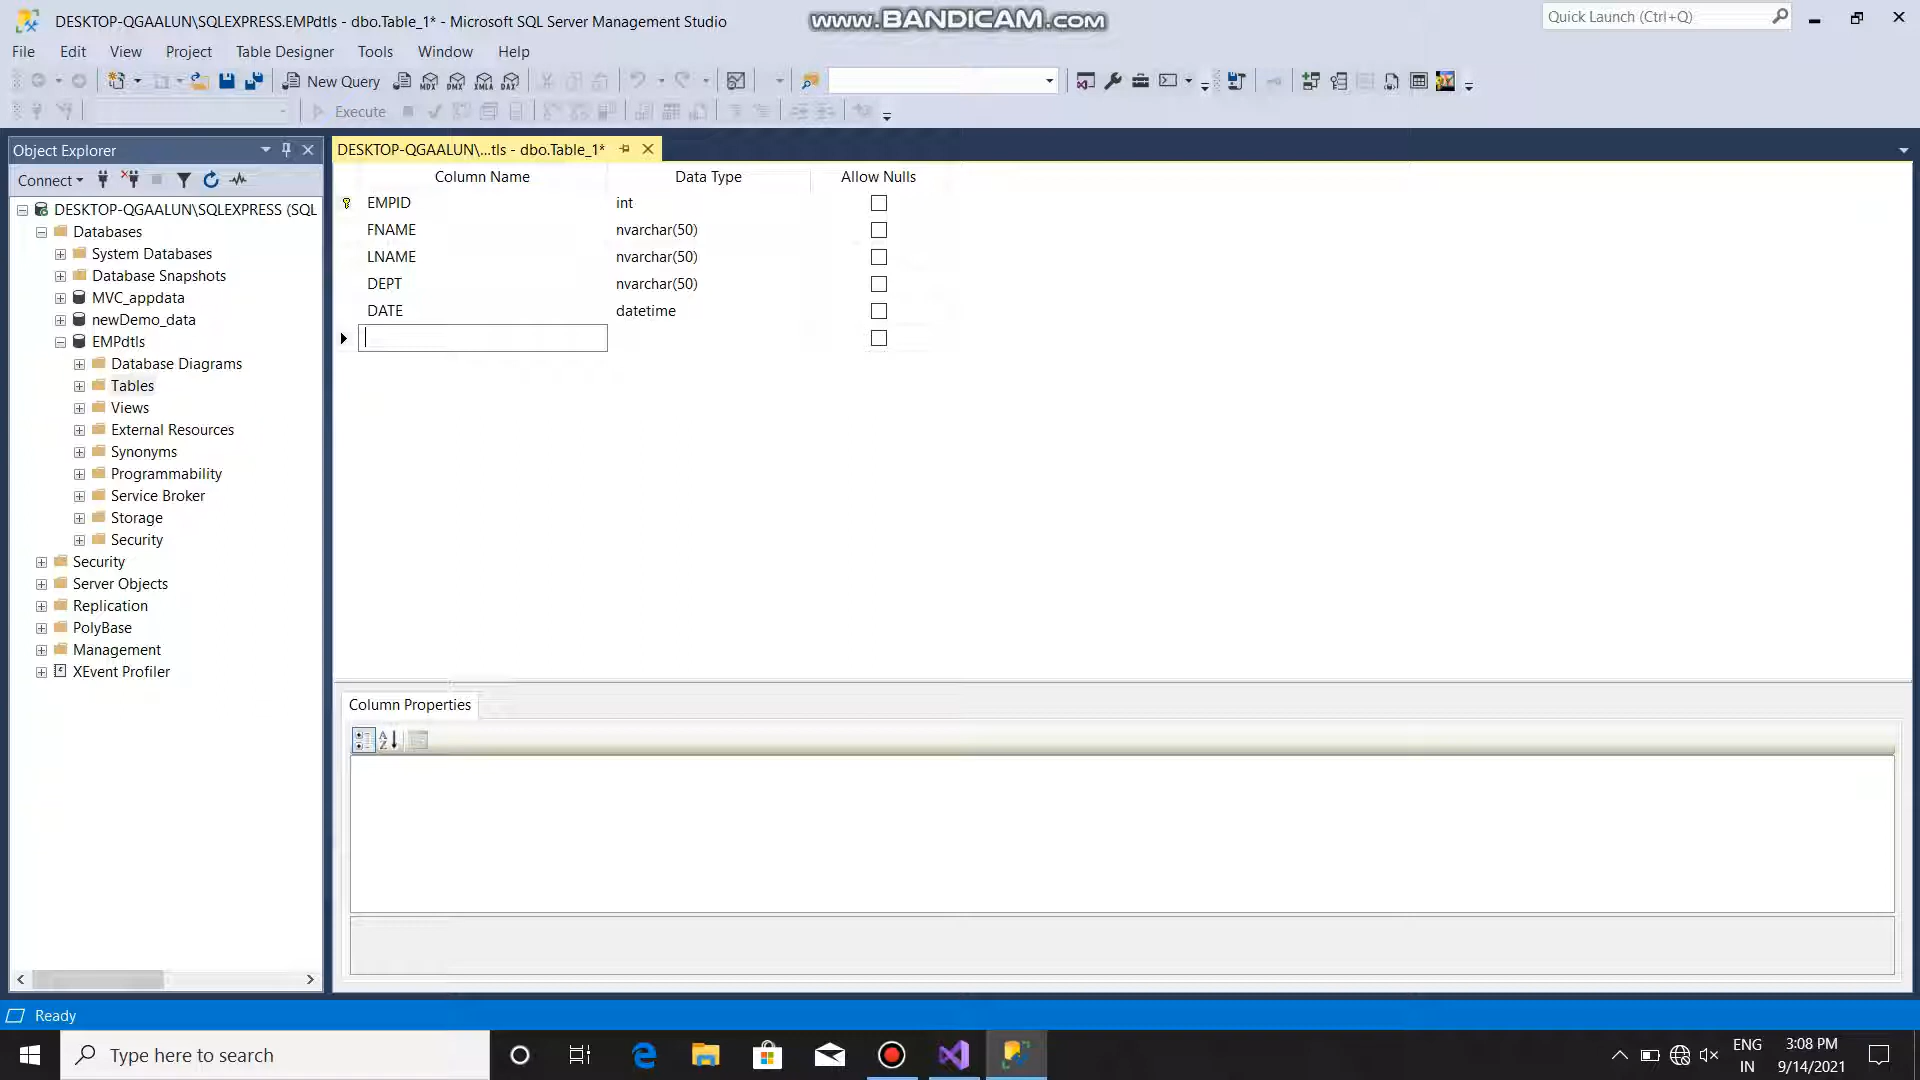 DESKTOP-QGAALUN\SQLEXPRESS.EMPdtls - dbo.Table_1* - Microsoft SQL Server Management Studio
www.BANDICAM.com
Quick Launch (Ctrl+Q)
File Edit View Project Table Designer Tools Window Help
New Query
MDX DMX XMLA DAX
Execute
Object Explorer
DESKTOP-QGAALUN\...tls - dbo.Table_1*
Connect
Column Name Data Type Allow Nulls
EMPID int
FNAME nvarchar(50)
LNAME nvarchar(50)
DEPT nvarchar(50)
DATE datetime
DESKTOP-QGAALUN\SQLEXPRESS (SQL
Databases
System Databases
Database Snapshots
MVC_appdata
newDemo_data
EMPdtls
Database Diagrams
Tables
Views
External Resources
Synonyms
Programmability
Service Broker
Storage
Security
Security
Server Objects
Replication
PolyBase
Management
XEvent Profiler
Column Properties
Ready
Type here to search
ENG
IN
3:08 PM
9/14/2021